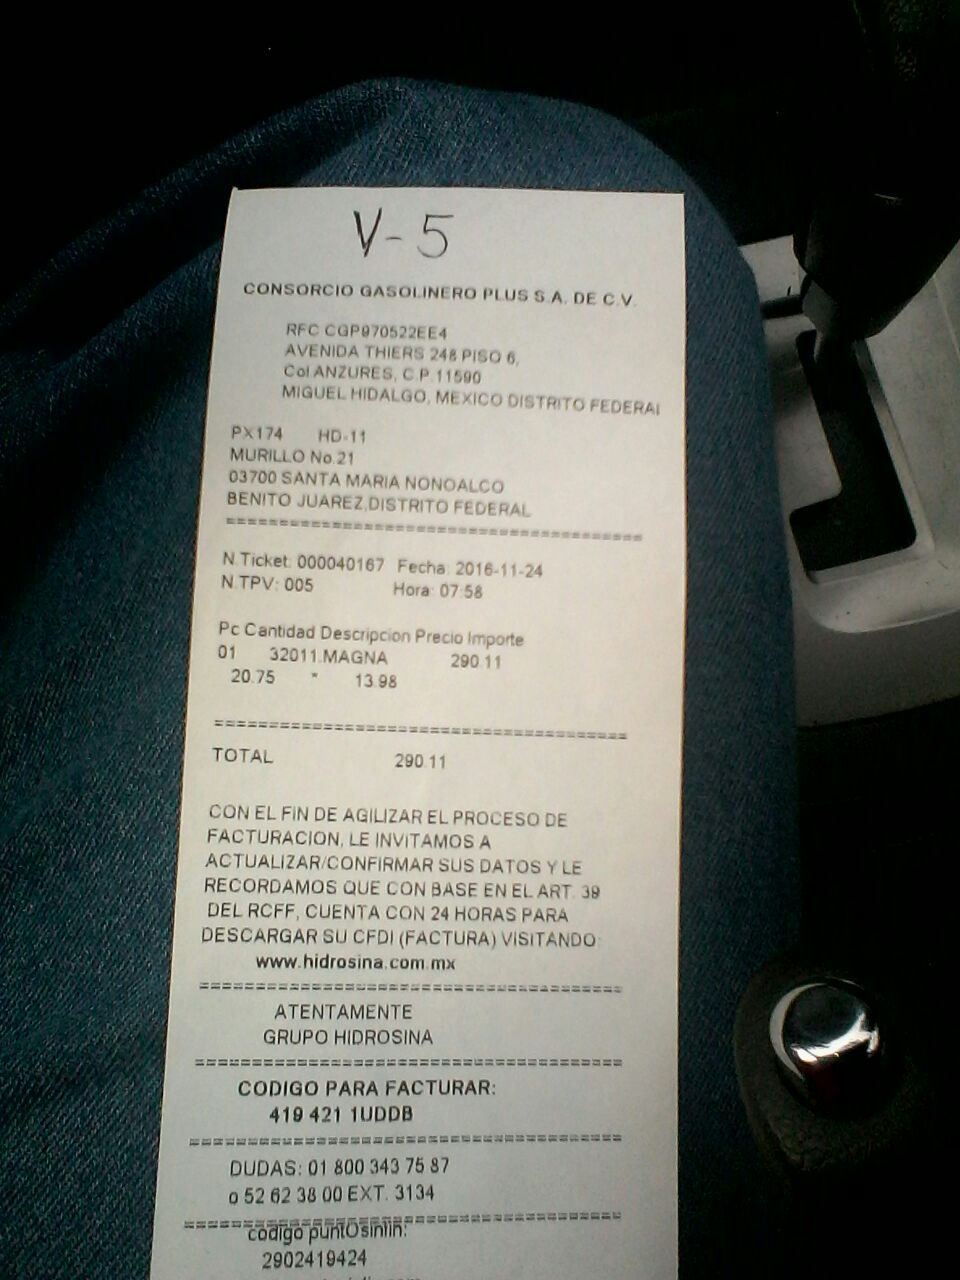 V-5
CONSORCIO GASOLINERO PLUS S.A. DE C.V.
RFC CGP970522EE4
AVENIDA THIERS 248 PISO 6,
Col ANZURES, C.P. 11590
MIGUEL HIDALGO, MEXICO DISTRITO FEDERAL
PX174 HD-11
MURILLO No.21
03700 SANTA MARIA NONOALCO
BENITO JUAREZ,DISTRITO FEDERAL
N.Ticket: 000040167 Fecha: 2016-11-24
N.TPV: 005 Hora: 07:58
Pc Cantidad Descripcion Precio Importe
01 32011.MAGNA 290.11
20.75 * 13.98
TOTAL 290.11
CON EL FIN DE AGILIZAR EL PROCESO DE
FACTURACION, LE INVITAMOS A
ACTUALIZAR/CONFIRMAR SUS DATOS Y LE
RECORDAMOS QUE CON BASE EN EL ART. 39
DEL RCFF, CUENTA CON 24 HORAS PARA
DESCARGAR SU CFDI (FACTURA) VISITANDO:
www.hidrosina.com.mx
ATENTAMENTE
GRUPO HIDROSINA
CODIGO PARA FACTURAR:
419 421 1UDDB
DUDAS: 01 800 343 75 87
o 52 62 38 00 EXT. 3134
codigo puntOsinlin:
2902419424